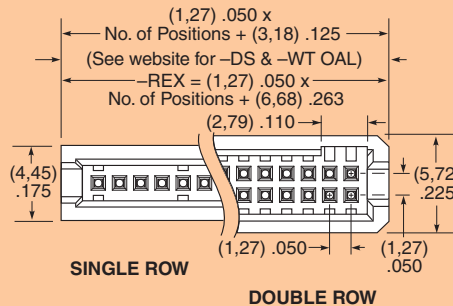 (1,27) .050 x
No. of Positions + (3,18) .125
(See website for –DS & –WT OAL)
–REX = (1,27) .050 x
No. of Positions + (6,68) .263
(2,79) .110
(4,45)
.175
(5,72)
.225
(1,27) .050
(1,27)
.050
SINGLE ROW
DOUBLE ROW